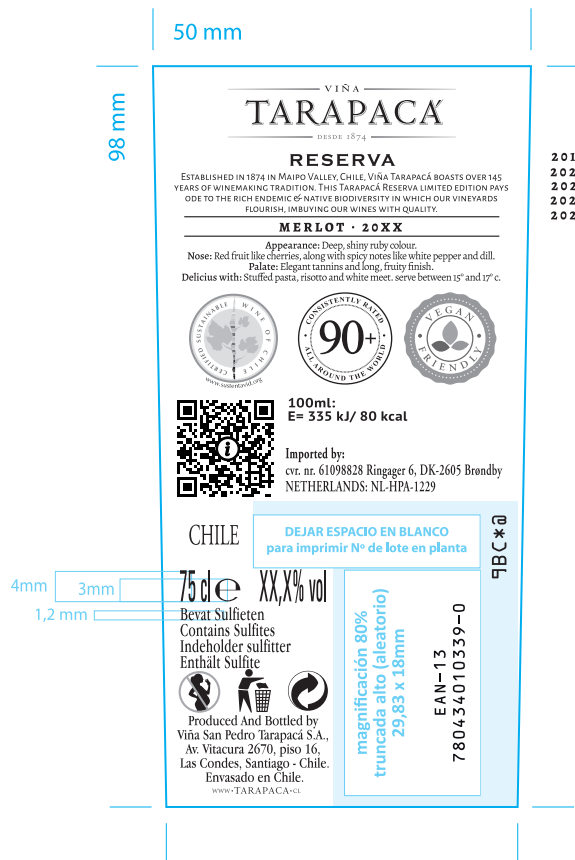 50 mm
98 mm
VIÑA
TARAPACÁ
DESDE 1874
RESERVA
ESTABLISHED IN 1874 IN MAIPO VALLEY, CHILE, VIÑA TARAPACÁ BOASTS OVER 145
YEARS OF WINEMAKING TRADITION. THIS TARAPACÁ RESERVA LIMITED EDITION PAYS
ODE TO THE RICH ENDEMIC & NATIVE BIODIVERSITY IN WHICH OUR VINEYARDS
FLOURISH, IMBUYING OUR WINES WITH QUALITY.
MERLOT · 20XX
Appearance: Deep, shiny ruby colour.
Nose: Red fruit like cherries, along with spicy notes like white pepper and dill.
Palate: Elegant tannins and long, fruity finish.
Delicius with: Stuffed pasta, risotto and white meet. serve between 15° and 17° c.
CERTIFIED SUSTAINABLE WINE OF CHILE
www.sustentavid.org
CONSISTENTLY RATED
90+
ALL AROUND THE WORLD
VEGAN
FRIENDLY
100ml:
E= 335 kJ/ 80 kcal
i
Imported by:
cvr. nr. 61098828 Ringager 6, DK-2605 Brøndby
NETHERLANDS: NL-HPA-1229
CHILE
DEJAR ESPACIO EN BLANCO
para imprimir Nº de lote en planta
qBC*@
4mm
3mm
75 cl e XX,X% vol
1,2 mm
Bevat Sulfieten
Contains Sulfites
Indeholder sulfitter
Enthält Sulfite
magnificación 80%
truncada alto (aleatorio)
29,83 x 18mm
EAN-13
780434010339-0
Produced And Bottled by
Viña San Pedro Tarapacá S.A.,
Av. Vitacura 2670, piso 16,
Las Condes, Santiago - Chile.
Envasado en Chile.
WWW·TARAPACA·CL
201
202
202
202
202